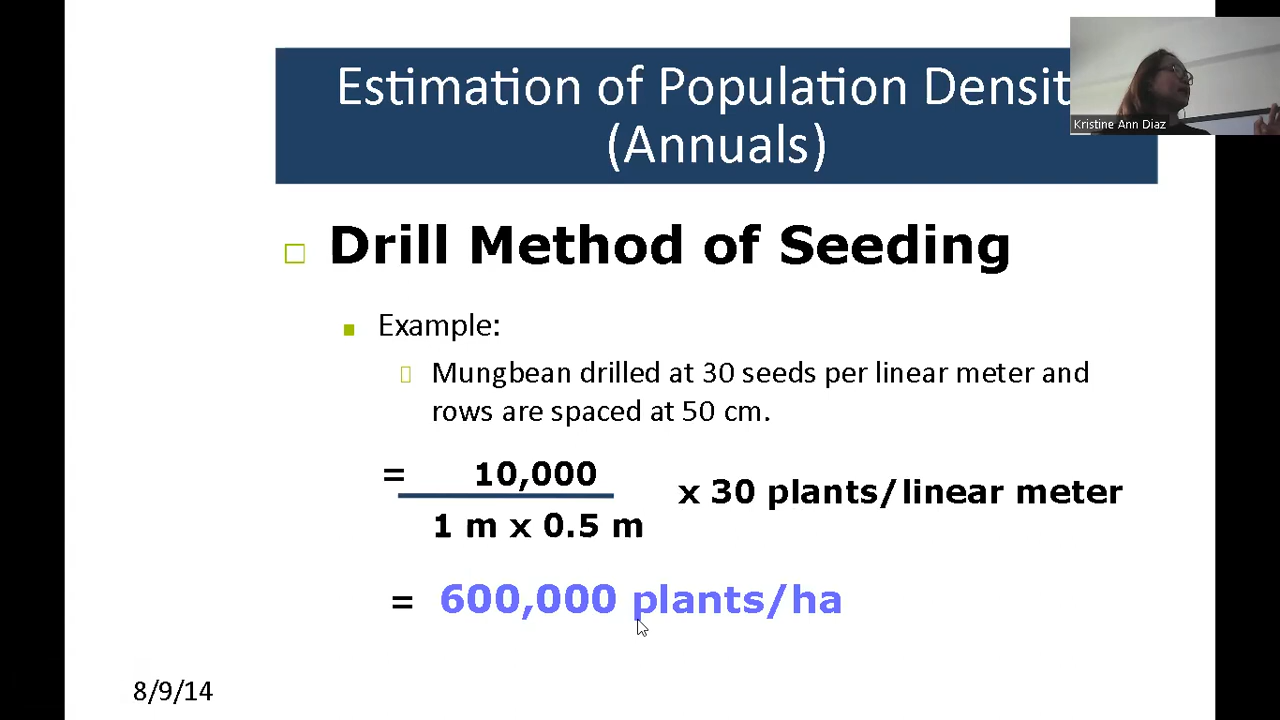 Estimation of Population Densit
(Annuals)
Kristine Ann Diaz
Drill Method of Seeding
Example:
Mungbean drilled at 30 seeds per linear meter and
rows are spaced at 50 cm.
= 10,000
x 30 plants/linear meter
1 m x 0.5 m
= 600,000 plants/ha
8/9/14